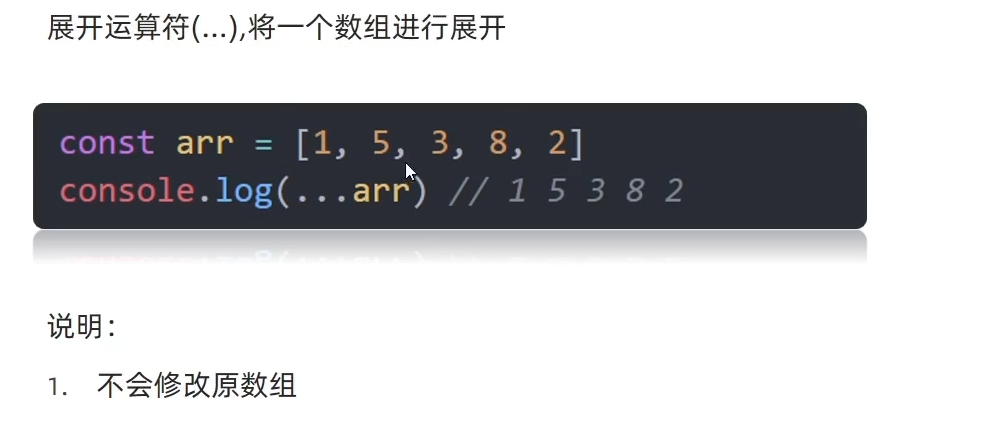 展开运算符(…),将一个数组进行展开
const arr = [1, 5, 3, 8, 2]
console.log(...arr) // 1 5 3 8 2
说明：
1. 不会修改原数组